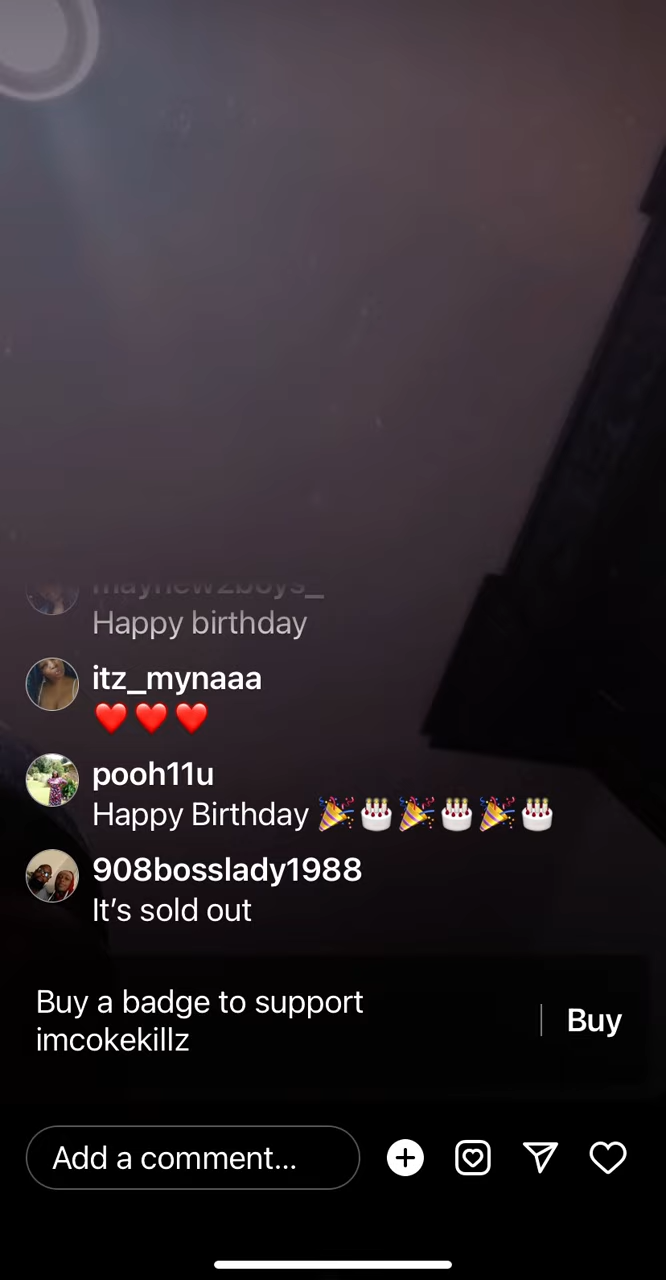 Happy birthday
itz_mynaaa
❤️❤️❤️
pooh11u
Happy Birthday 🎉🎂🎉🎂🎉🎂
908bosslady1988
It’s sold out
Buy a badge to support
imcokekillz
Buy
Add a comment...